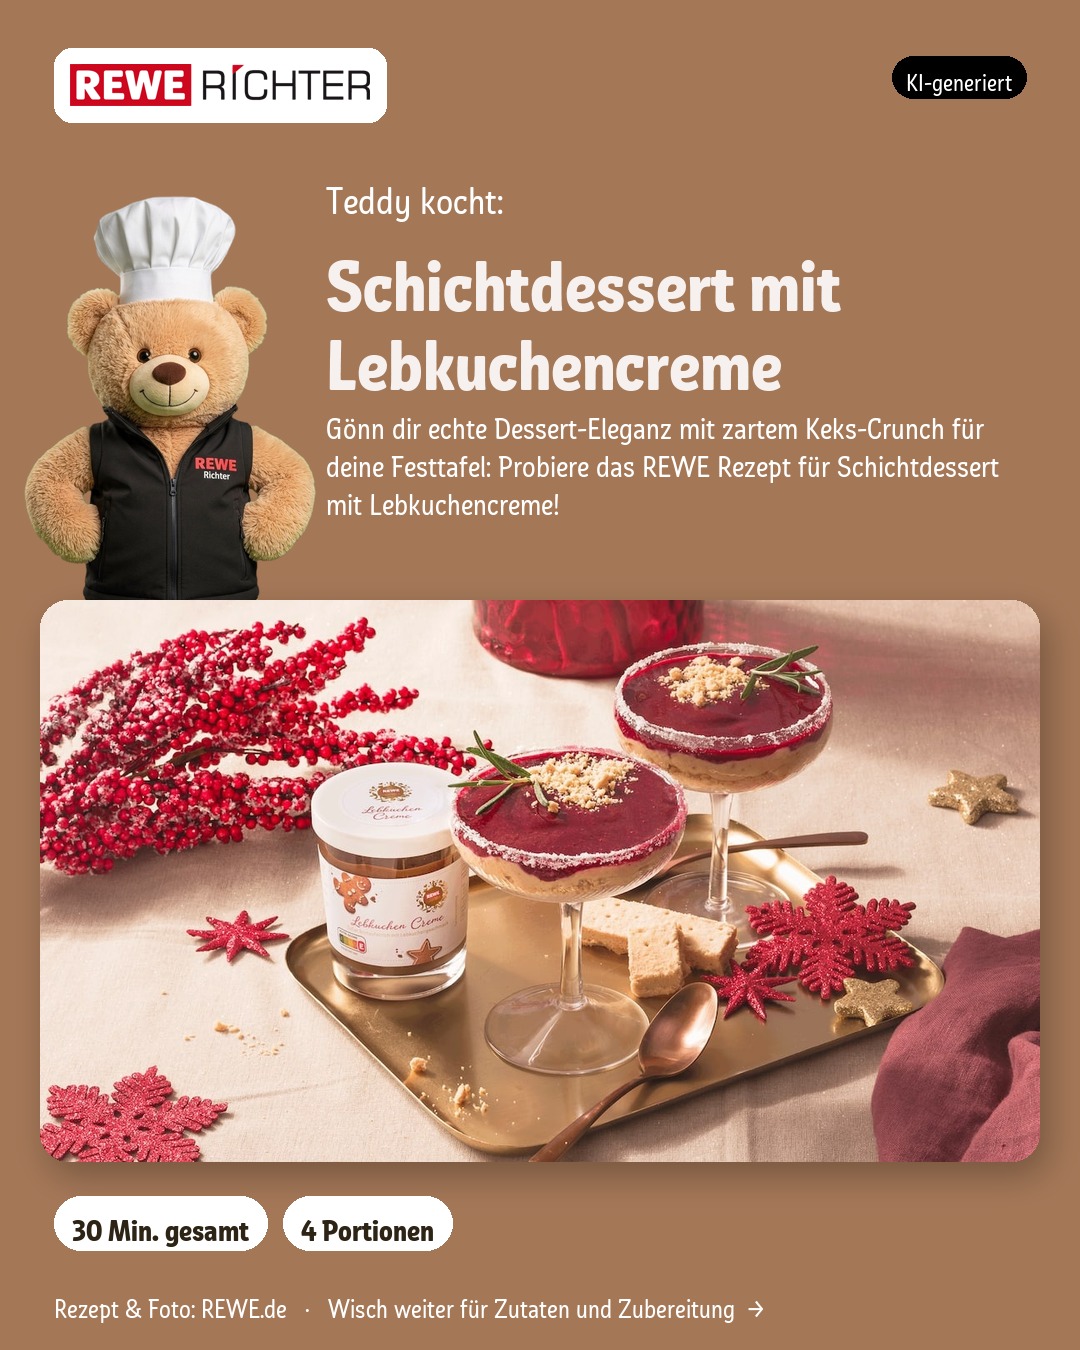 REWE RICHTER
KI-generiert
Teddy kocht:
Schichtdessert mit
Lebkuchencreme
Gönn dir echte Dessert-Eleganz mit zartem Keks-Crunch für
deine Festtafel: Probiere das REWE Rezept für Schichtdessert
mit Lebkuchencreme!
REWE
Richter
Lebkuchen
Creme
REWE
Lebkuchen Creme
30 Min. gesamt
4 Portionen
Rezept & Foto: REWE.de · Wisch weiter für Zutaten und Zubereitung →